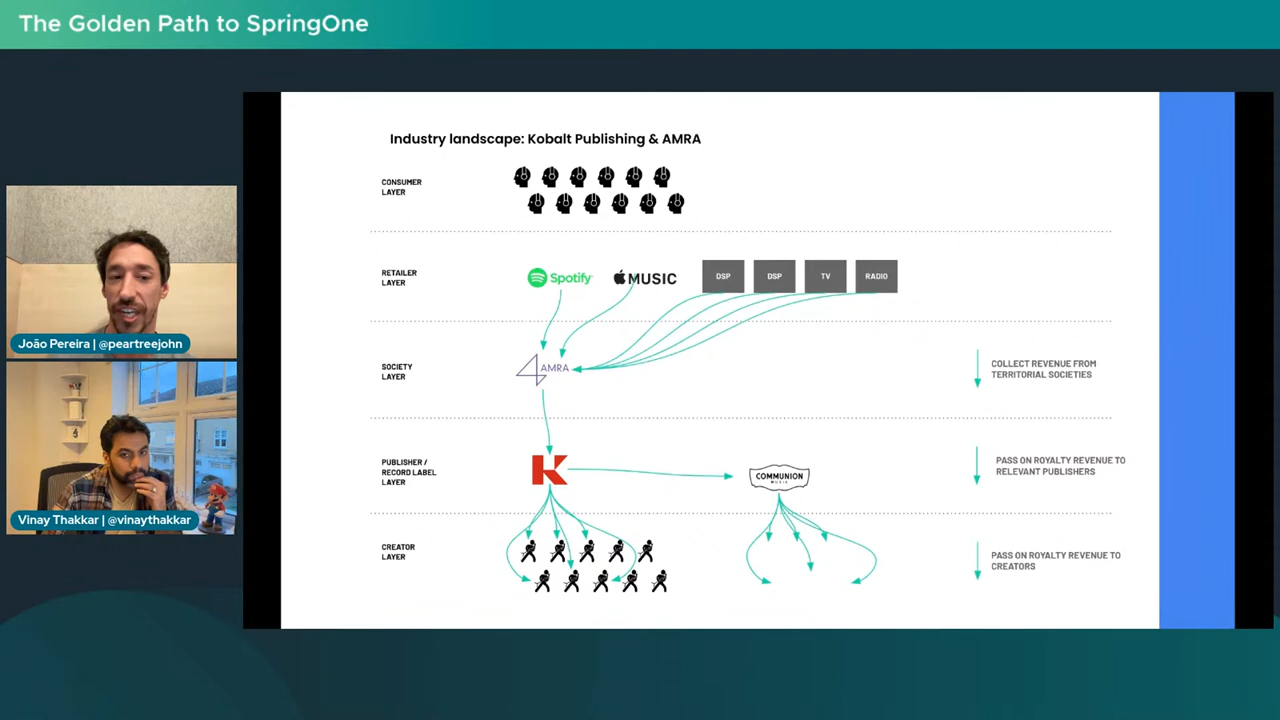 The Golden Path to SpringOne
João Pereira | @peartreejohn
Vinay Thakkar | @vinaythakkar
Industry landscape: Kobalt Publishing & AMRA
CONSUMER
LAYER
RETAILER
LAYER
Spotify
MUSIC
DSP
DSP
TV
RADIO
SOCIETY
LAYER
AMRA
COLLECT REVENUE FROM
TERRITORIAL SOCIETIES
PUBLISHER /
RECORD LABEL
LAYER
K
COMMUNION
MUSIC
PASS ON ROYALTY REVENUE TO
RELEVANT PUBLISHERS
CREATOR
LAYER
PASS ON ROYALTY REVENUE TO
CREATORS